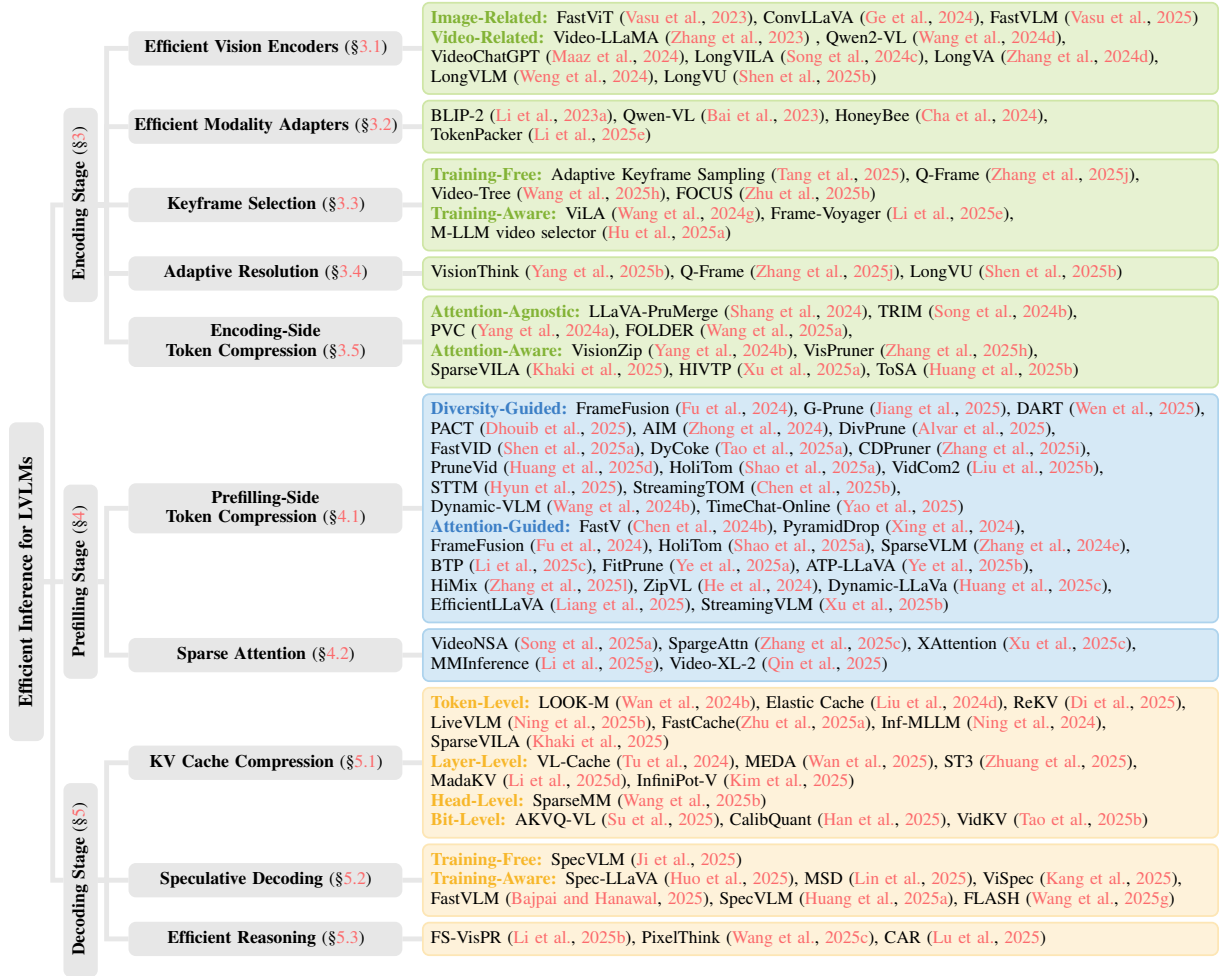 Efficient Inference for LVLMs
Encoding Stage (§3)
Efficient Vision Encoders (§3.1)
Image-Related: FastViT (Vasu et al., 2023), ConvLLaVA (Ge et al., 2024), FastVLM (Vasu et al., 2025)
Video-Related: Video-LLaMA (Zhang et al., 2023) , Qwen2-VL (Wang et al., 2024d),
VideoChatGPT (Maaz et al., 2024), LongVILA (Song et al., 2024c), LongVA (Zhang et al., 2024d),
LongVLM (Weng et al., 2024), LongVU (Shen et al., 2025b)
Efficient Modality Adapters (§3.2)
BLIP-2 (Li et al., 2023a), Qwen-VL (Bai et al., 2023), HoneyBee (Cha et al., 2024),
TokenPacker (Li et al., 2025e)
Keyframe Selection (§3.3)
Training-Free: Adaptive Keyframe Sampling (Tang et al., 2025), Q-Frame (Zhang et al., 2025j),
Video-Tree (Wang et al., 2025h), FOCUS (Zhu et al., 2025b)
Training-Aware: ViLA (Wang et al., 2024g), Frame-Voyager (Li et al., 2025e),
M-LLM video selector (Hu et al., 2025a)
Adaptive Resolution (§3.4)
VisionThink (Yang et al., 2025b), Q-Frame (Zhang et al., 2025j), LongVU (Shen et al., 2025b)
Encoding-Side
Token Compression (§3.5)
Attention-Agnostic: LLaVA-PruMerge (Shang et al., 2024), TRIM (Song et al., 2024b),
PVC (Yang et al., 2024a), FOLDER (Wang et al., 2025a),
Attention-Aware: VisionZip (Yang et al., 2024b), VisPruner (Zhang et al., 2025h),
SparseVILA (Khaki et al., 2025), HIVTP (Xu et al., 2025a), ToSA (Huang et al., 2025b)
Prefilling Stage (§4)
Prefilling-Side
Token Compression (§4.1)
Diversity-Guided: FrameFusion (Fu et al., 2024), G-Prune (Jiang et al., 2025), DART (Wen et al., 2025),
PACT (Dhouib et al., 2025), AIM (Zhong et al., 2024), DivPrune (Alvar et al., 2025),
FastVID (Shen et al., 2025a), DyCoke (Tao et al., 2025a), CDPruner (Zhang et al., 2025i)
PruneVid (Huang et al., 2025d), HoliTom (Shao et al., 2025a), VidCom2 (Liu et al., 2025b),
STTM (Hyun et al., 2025), StreamingTOM (Chen et al., 2025b),
Dynamic-VLM (Wang et al., 2024b), TimeChat-Online (Yao et al., 2025)
Attention-Guided: FastV (Chen et al., 2024b), PyramidDrop (Xing et al., 2024),
FrameFusion (Fu et al., 2024), HoliTom (Shao et al., 2025a), SparseVLM (Zhang et al., 2024e),
BTP (Li et al., 2025c), FitPrune (Ye et al., 2025a), ATP-LLaVA (Ye et al., 2025b),
HiMix (Zhang et al., 2025l), ZipVL (He et al., 2024), Dynamic-LLaVa (Huang et al., 2025c),
EfficientLLaVA (Liang et al., 2025), StreamingVLM (Xu et al., 2025b)
Sparse Attention (§4.2)
VideoNSA (Song et al., 2025a), SpargeAttn (Zhang et al., 2025c), XAttention (Xu et al., 2025c),
MMInference (Li et al., 2025g), Video-XL-2 (Qin et al., 2025)
Decoding Stage (§5)
KV Cache Compression (§5.1)
Token-Level: LOOK-M (Wan et al., 2024b), Elastic Cache (Liu et al., 2024d), ReKV (Di et al., 2025),
LiveVLM (Ning et al., 2025b), FastCache(Zhu et al., 2025a), Inf-MLLM (Ning et al., 2024),
SparseVILA (Khaki et al., 2025)
Layer-Level: VL-Cache (Tu et al., 2024), MEDA (Wan et al., 2025), ST3 (Zhuang et al., 2025),
MadaKV (Li et al., 2025d), InfiniPot-V (Kim et al., 2025)
Head-Level: SparseMM (Wang et al., 2025b)
Bit-Level: AKVQ-VL (Su et al., 2025), CalibQuant (Han et al., 2025), VidKV (Tao et al., 2025b)
Speculative Decoding (§5.2)
Training-Free: SpecVLM (Ji et al., 2025)
Training-Aware: Spec-LLaVA (Huo et al., 2025), MSD (Lin et al., 2025), ViSpec (Kang et al., 2025),
FastVLM (Bajpai and Hanawal, 2025), SpecVLM (Huang et al., 2025a), FLASH (Wang et al., 2025g)
Efficient Reasoning (§5.3)
FS-VisPR (Li et al., 2025b), PixelThink (Wang et al., 2025c), CAR (Lu et al., 2025)